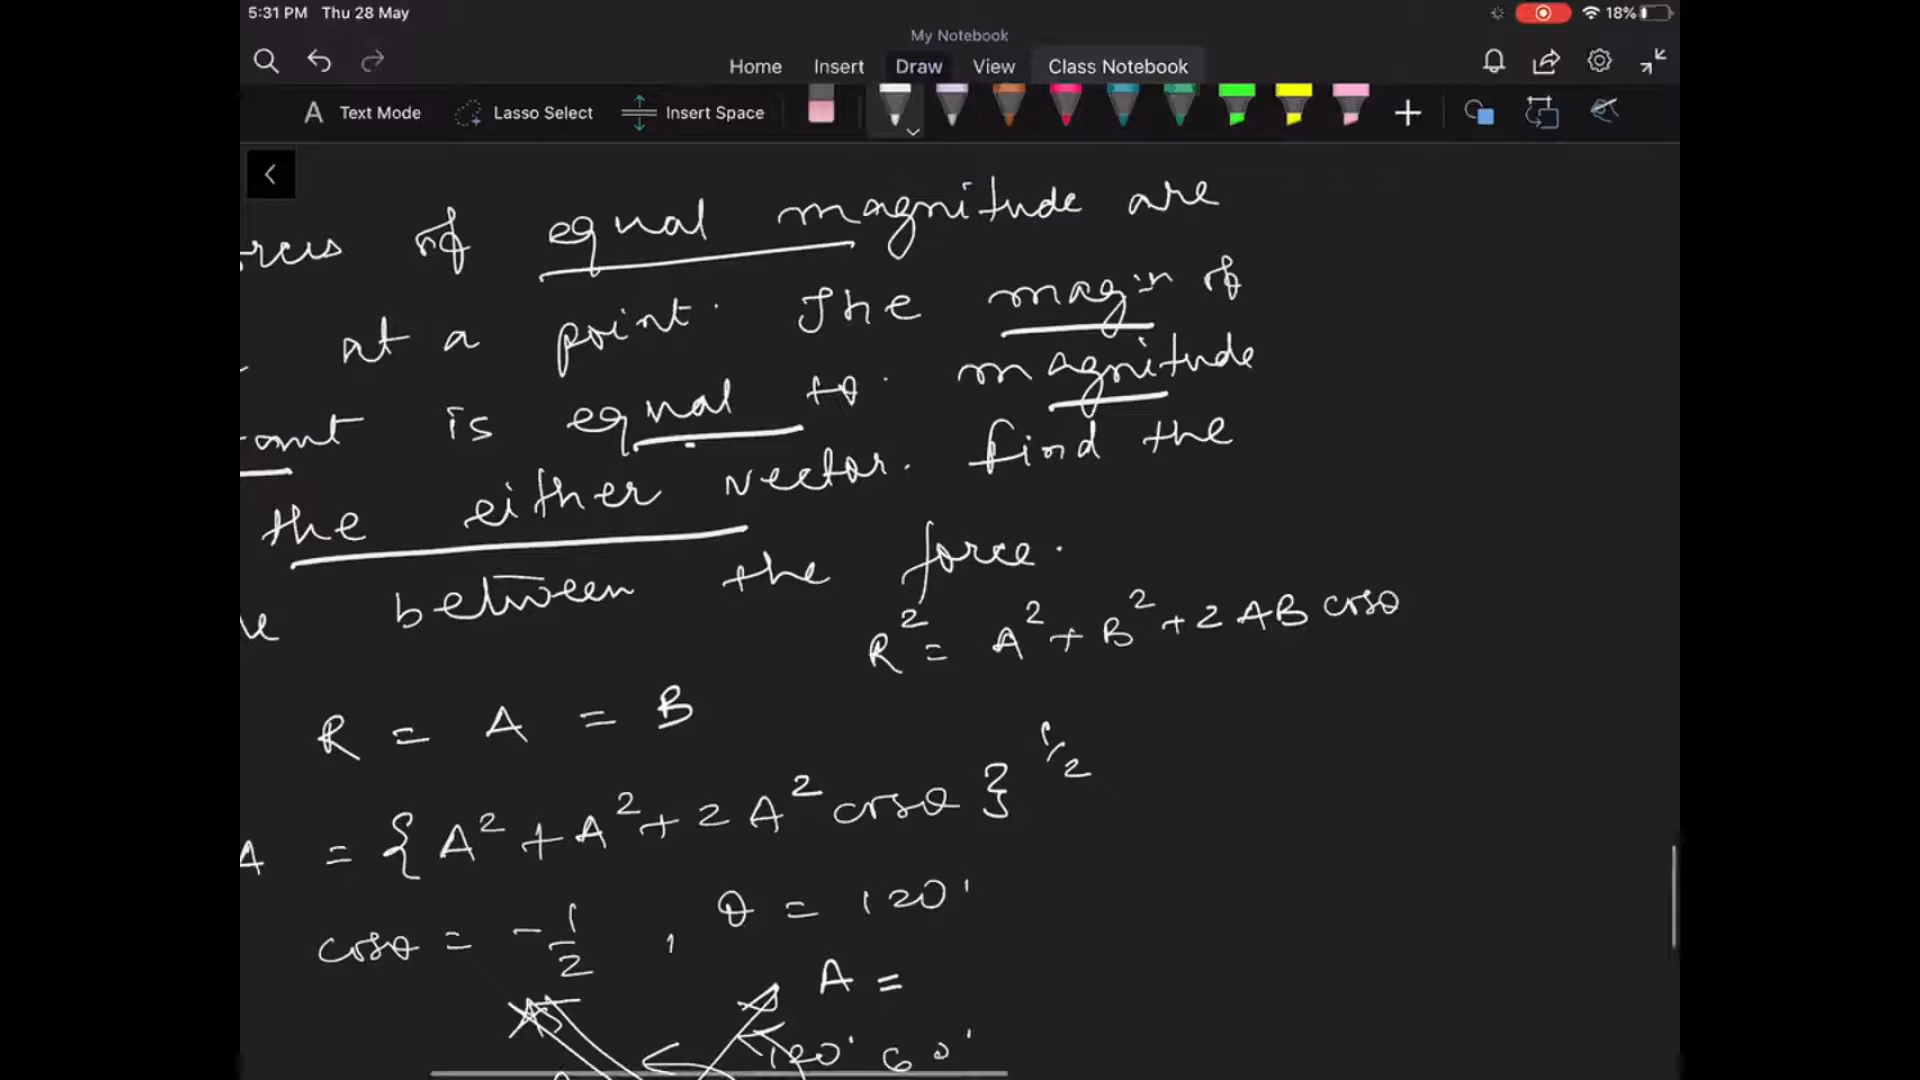 5:31 PM Thu 28 May
18%
My Notebook
Home Insert Draw View Class Notebook
Text Mode Lasso Select Insert Space
of equal magnitude are
at a point. The magn of
is equal to magnitude
the either vector. find the
between the force.
R² = A² + B² + 2AB cosθ
R = A = B
A = {A² + A² + 2A² cosθ}^1/2
cosθ = -1/2, θ = 120°
A =
120° 60°